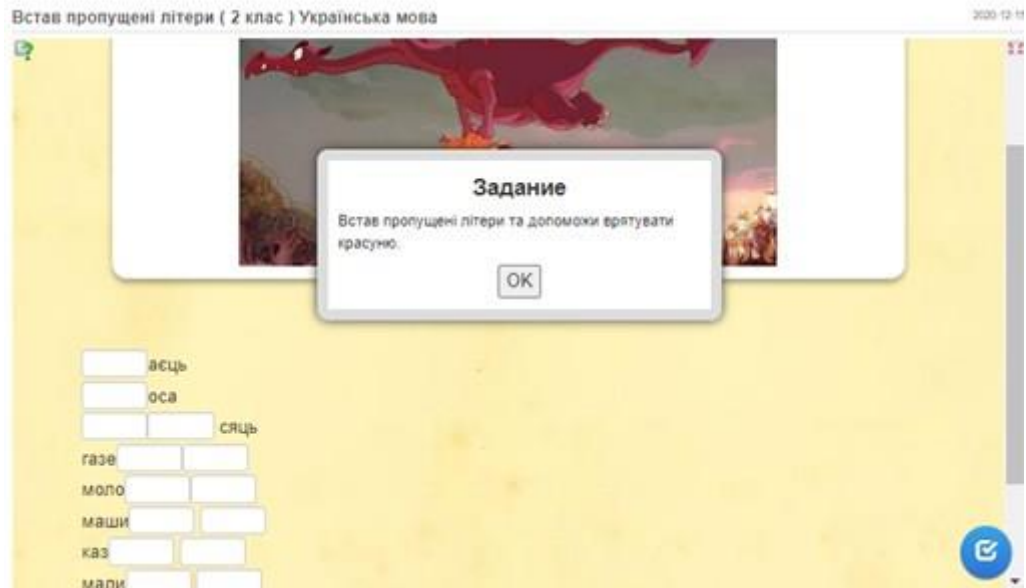 Встав пропущені літери ( 2 клас ) Українська мова
Задание
Встав пропущені літери та допоможи врятувати
красуню.
OK
аєць
оса
сяць
газе
моло
маши
каз
мали